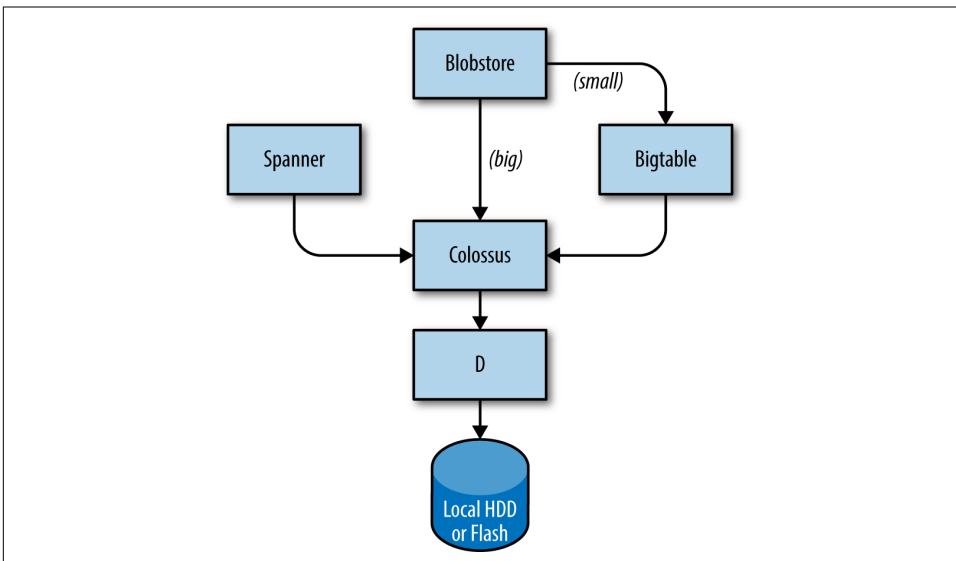 Blobstore
(small)
Spanner
(big)
Bigtable
Colossus
D
Local HDD
or Flash